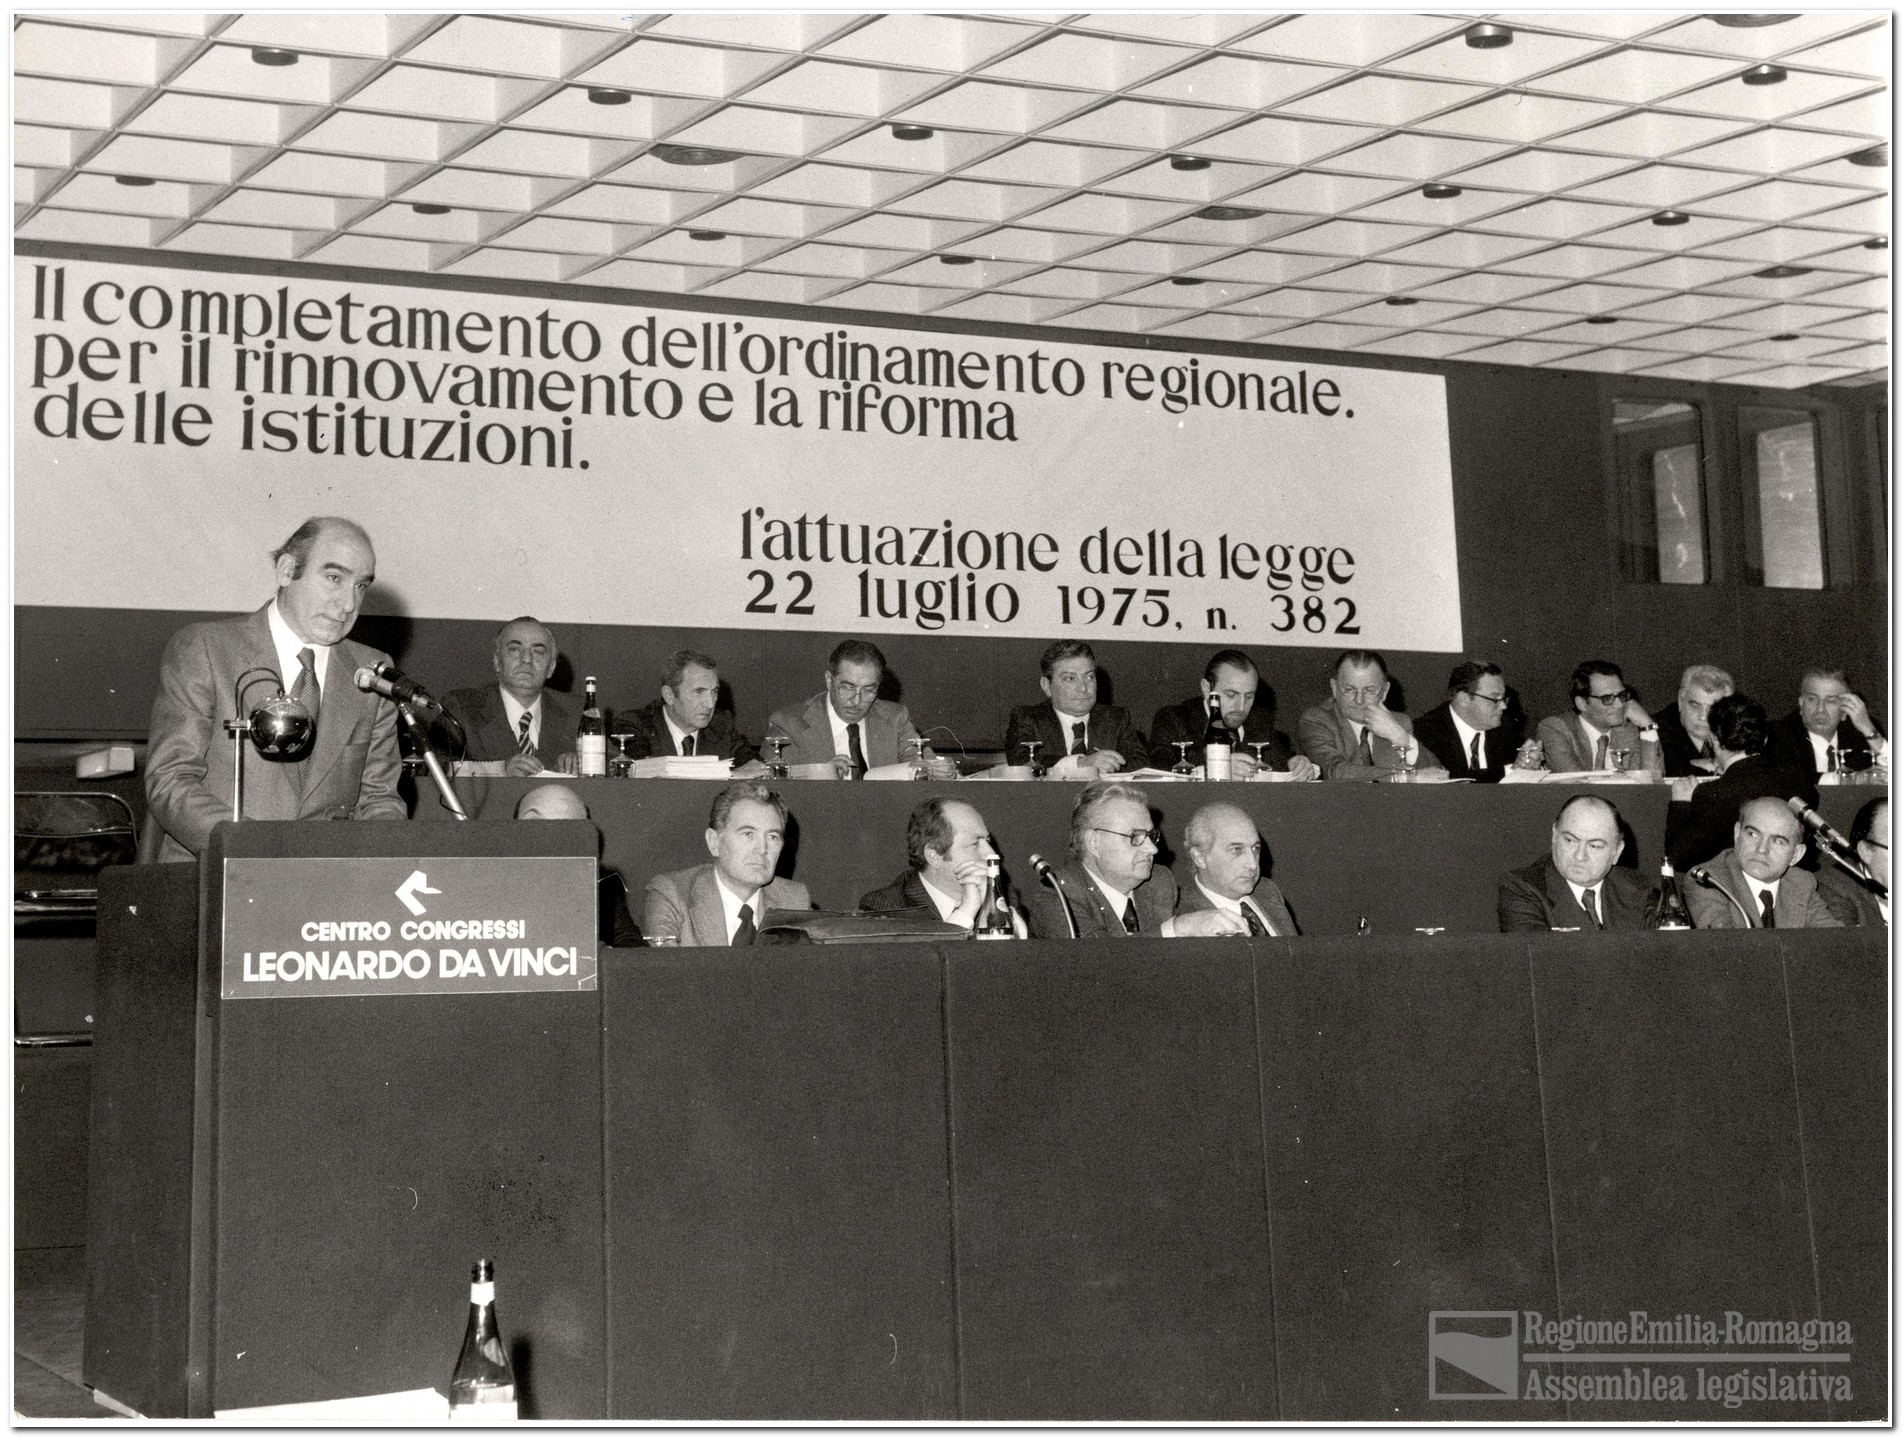 Il completamento dell'ordinamento regionale.
per il rinnovamento e la riforma
delle istituzioni.
l'attuazione della legge
22 luglio 1975, n. 382
CENTRO CONGRESSI
LEONARDO DA VINCI
Regione Emilia-Romagna
Assemblea legislativa